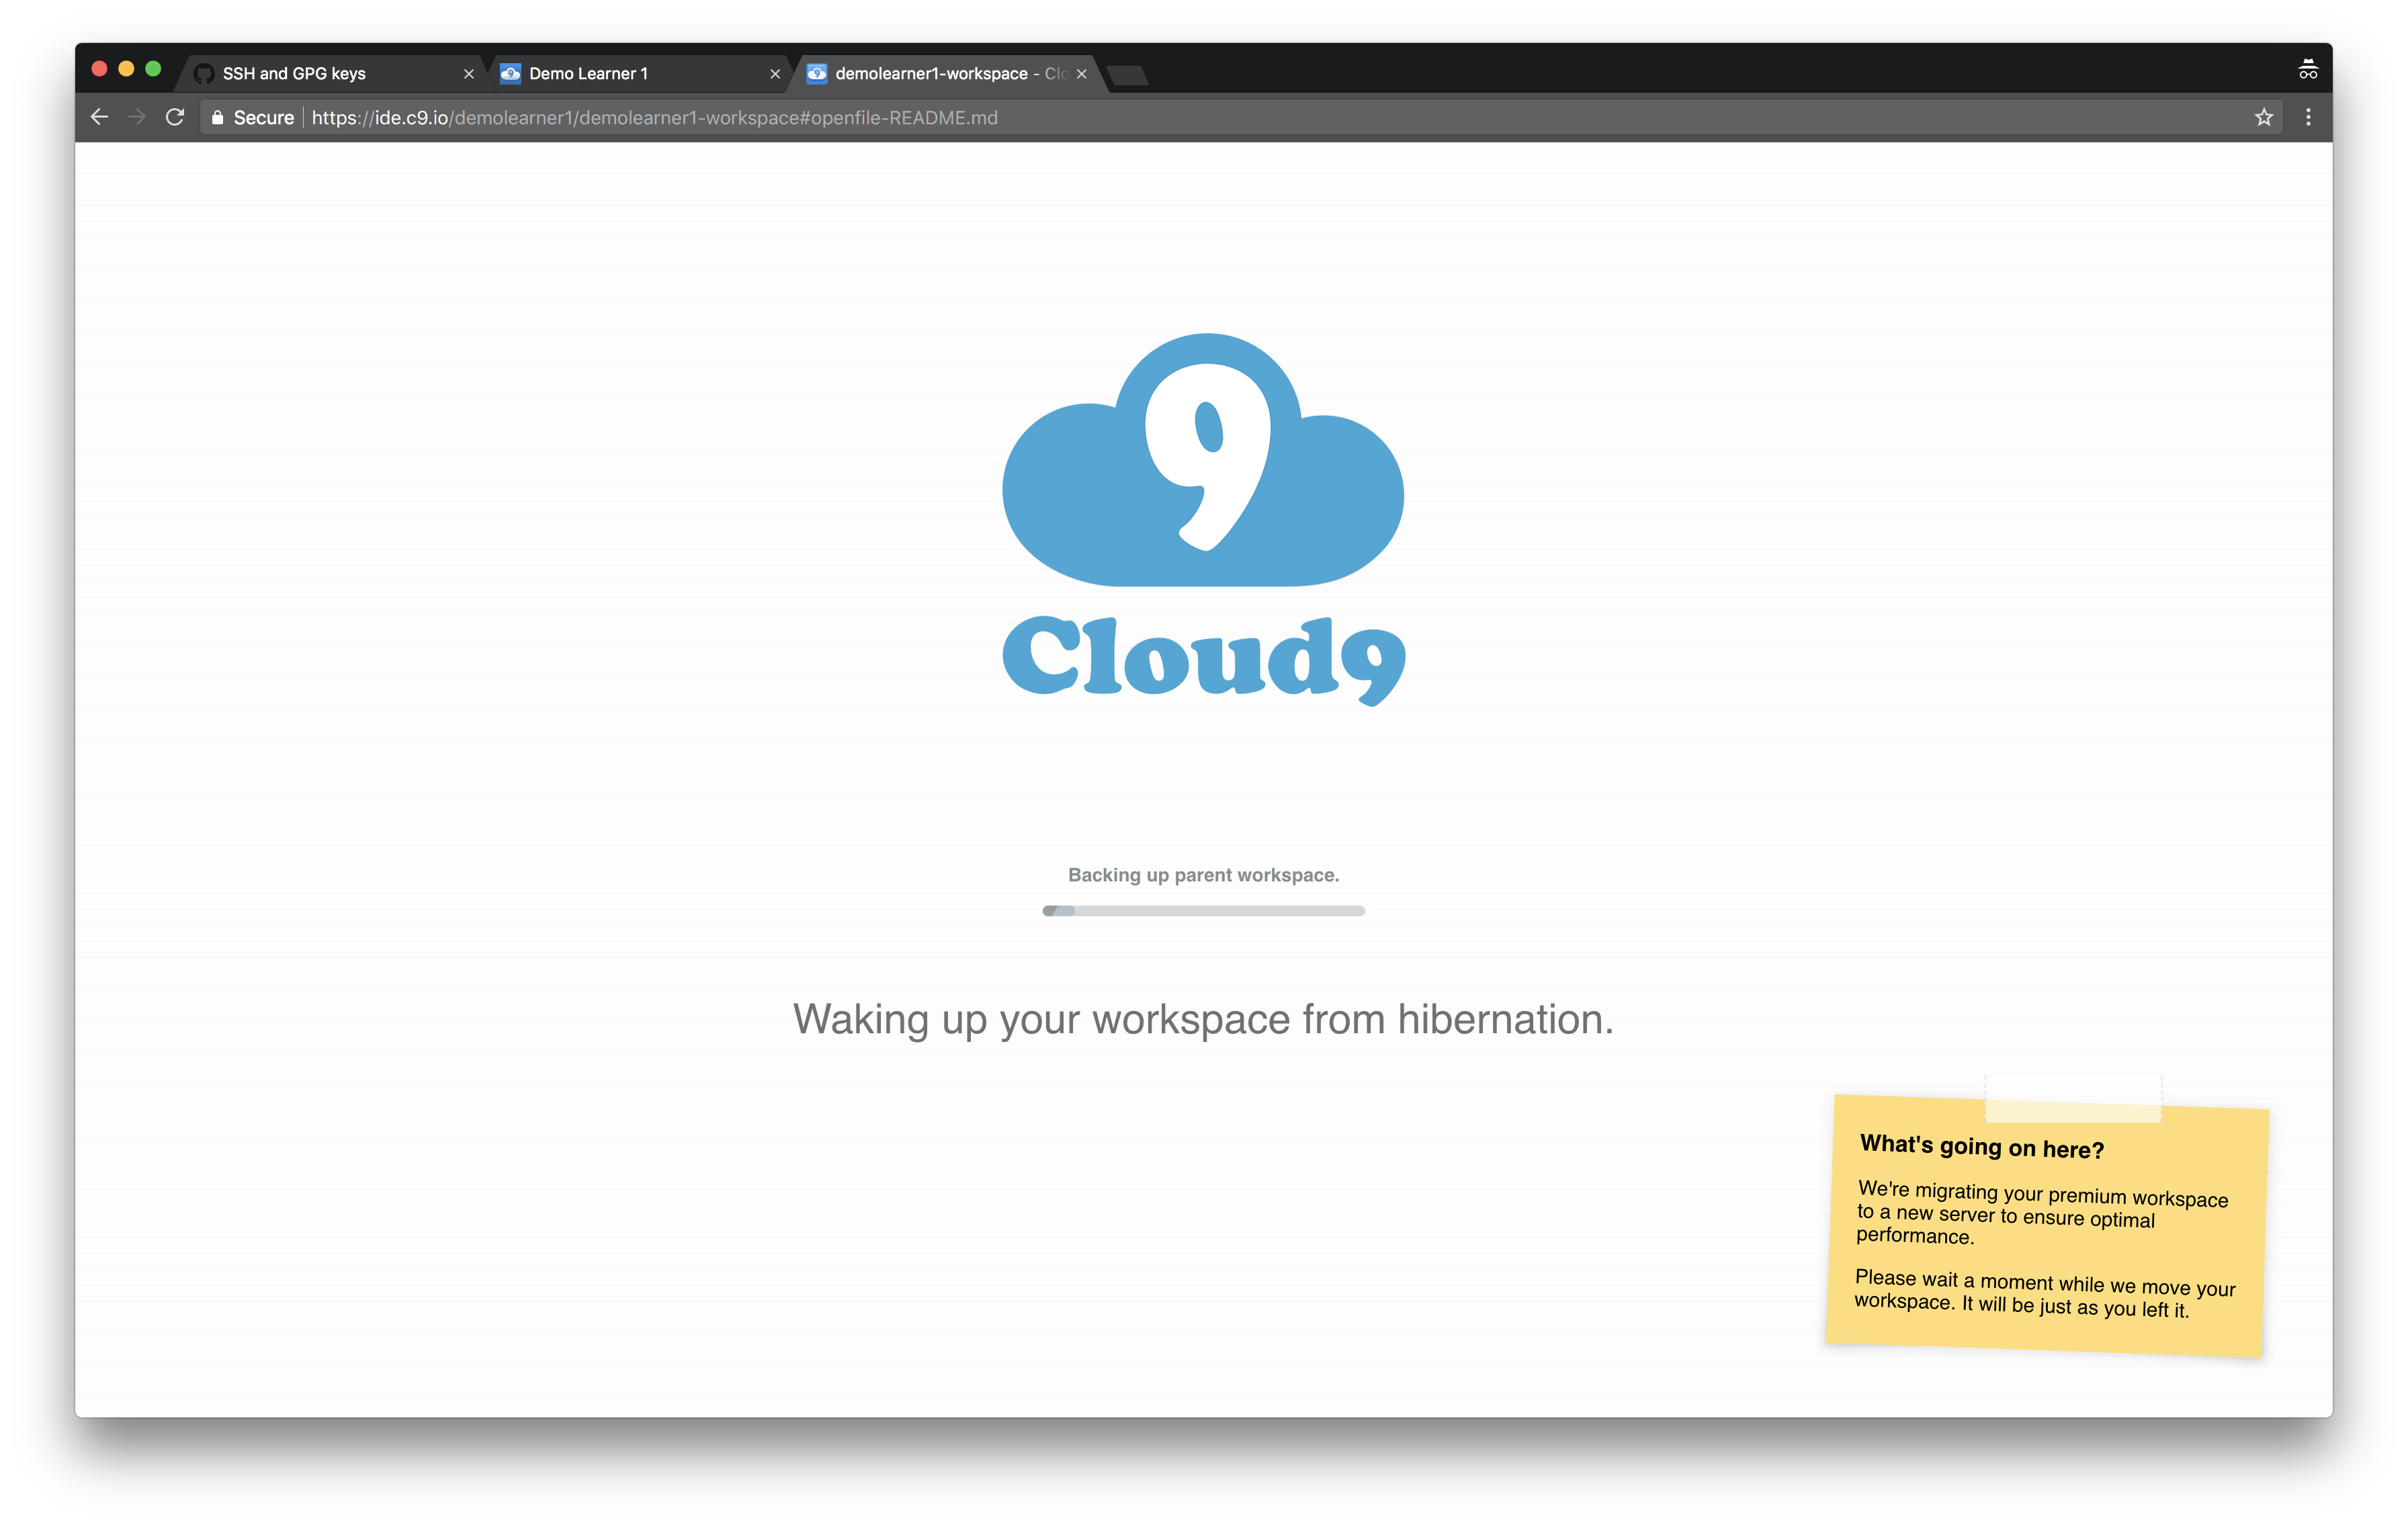 SSH and GPG keys
Demo Learner 1
demolearner1-workspace - Clo
Secure
https://ide.c9.io/demolearner1/demolearner1-workspace#openfile-README.md
9
Cloud9
Backing up parent workspace.
Waking up your workspace from hibernation.
What's going on here?
We're migrating your premium workspace
to a new server to ensure optimal
performance.
Please wait a moment while we move your
workspace. It will be just as you left it.